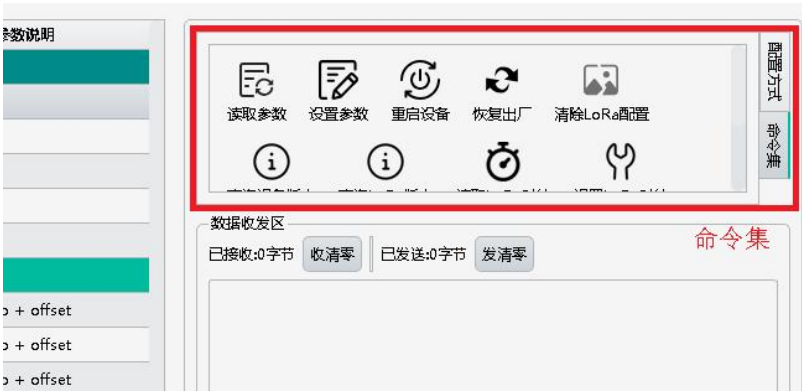 参数说明
配置方式
读取参数 设置参数 重启设备 恢复出厂 清除LoRa配置
命令集
数据收发区
命令集
已接收:0字节 收清零 已发送:0字节 发清零
+ offset
+ offset
+ offset